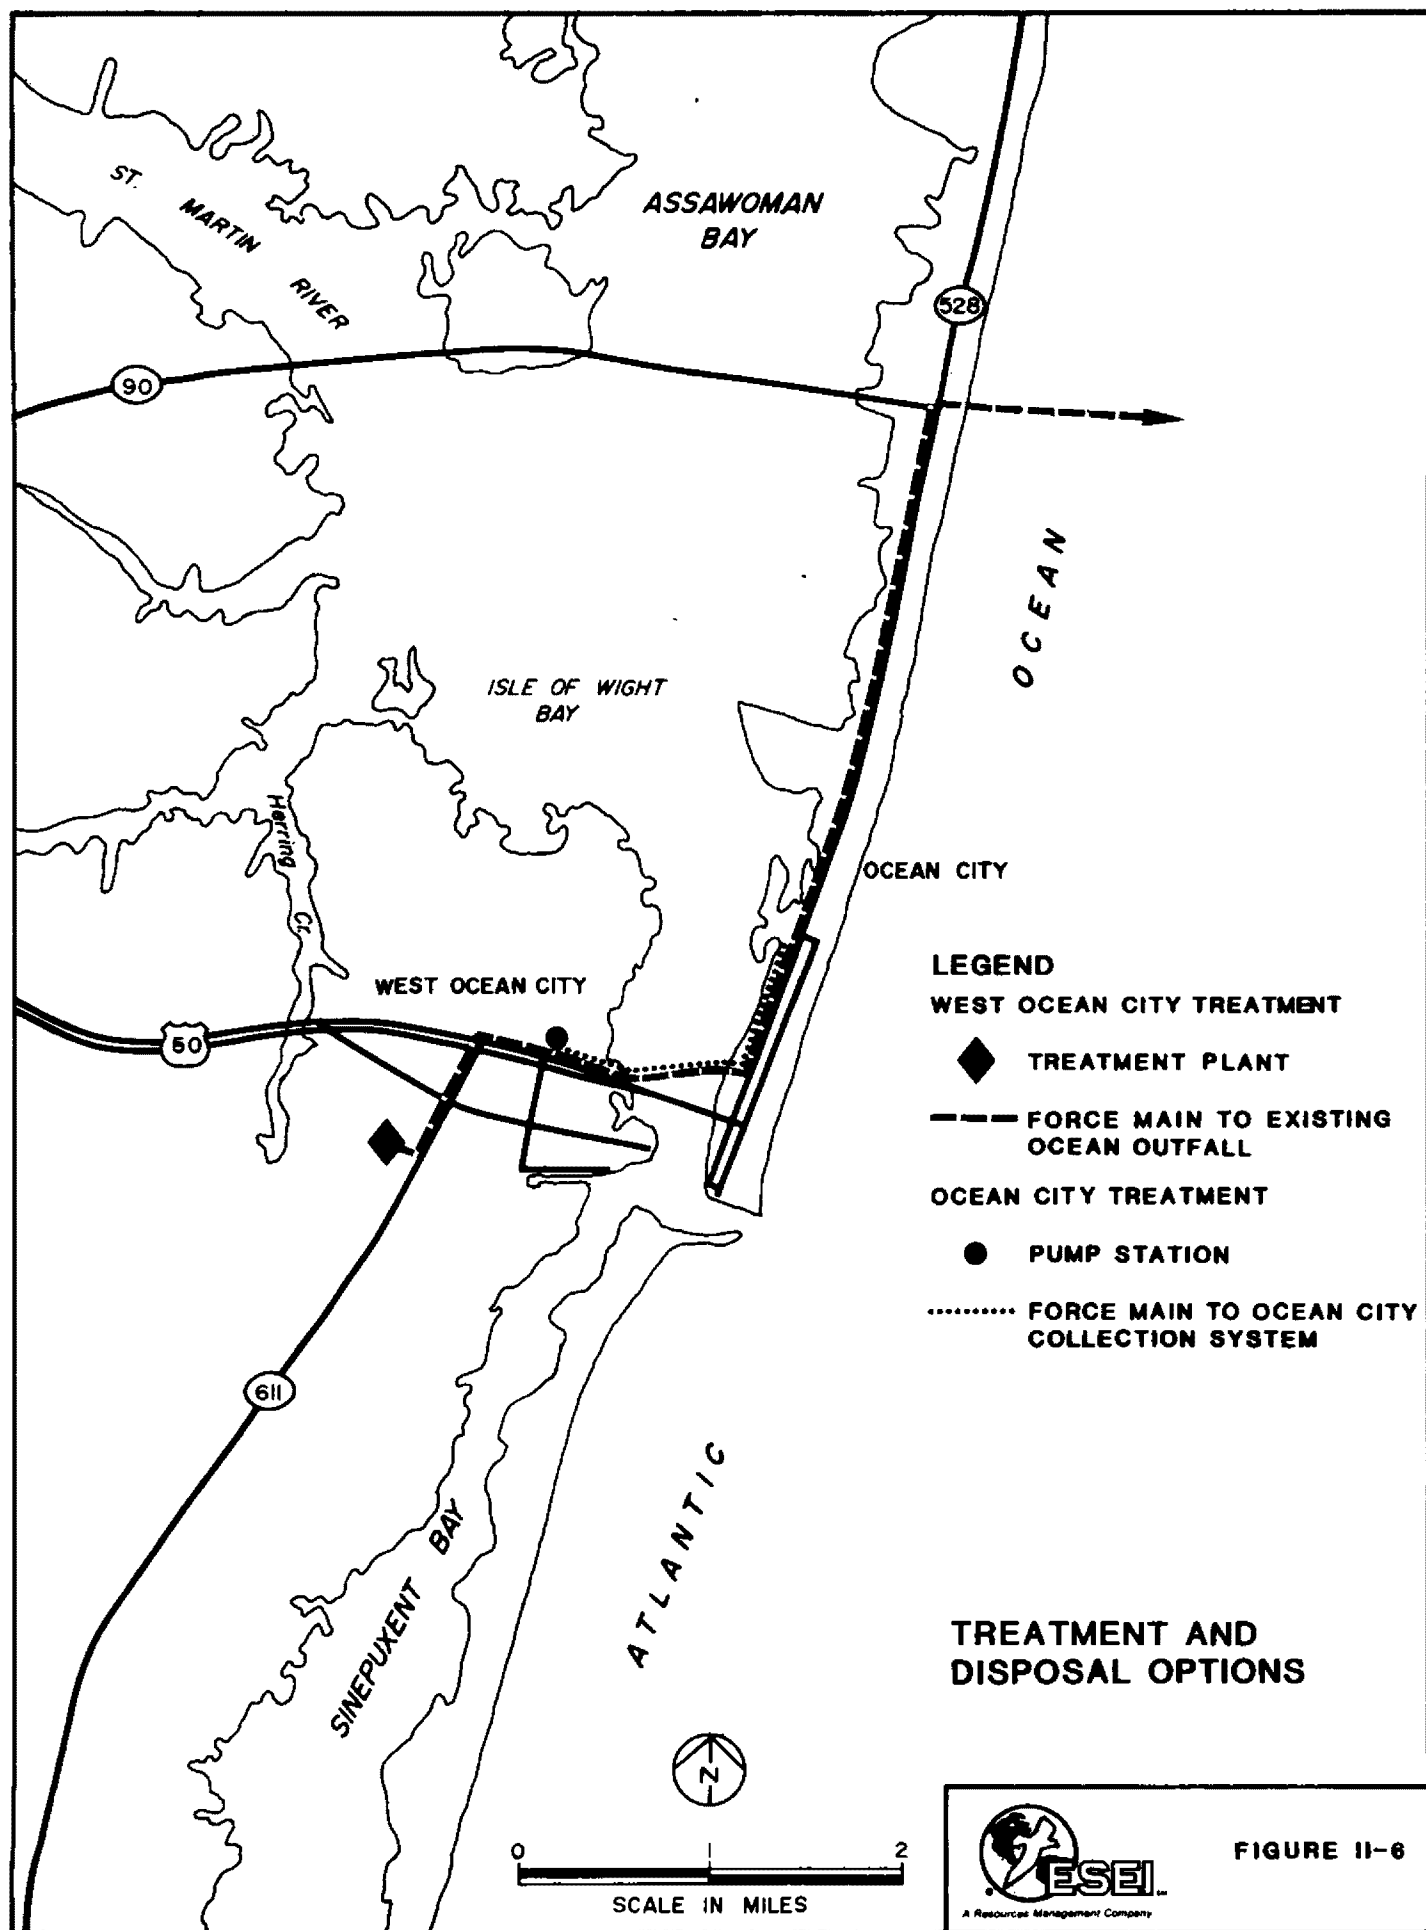 ST.
MARTIN
RIVER
ASSAWOMAN
BAY
528
90
OCEAN
ISLE OF WIGHT
BAY
Herring
Cr.
OCEAN CITY
WEST OCEAN CITY
50
LEGEND
WEST OCEAN CITY TREATMENT
TREATMENT PLANT
FORCE MAIN TO EXISTING
OCEAN OUTFALL
OCEAN CITY TREATMENT
PUMP STATION
FORCE MAIN TO OCEAN CITY
COLLECTION SYSTEM
611
ATLANTIC
SINEPUXENT BAY
TREATMENT AND
DISPOSAL OPTIONS
N
0 2
SCALE IN MILES
ESEI
A Resources Management Company
FIGURE II-6